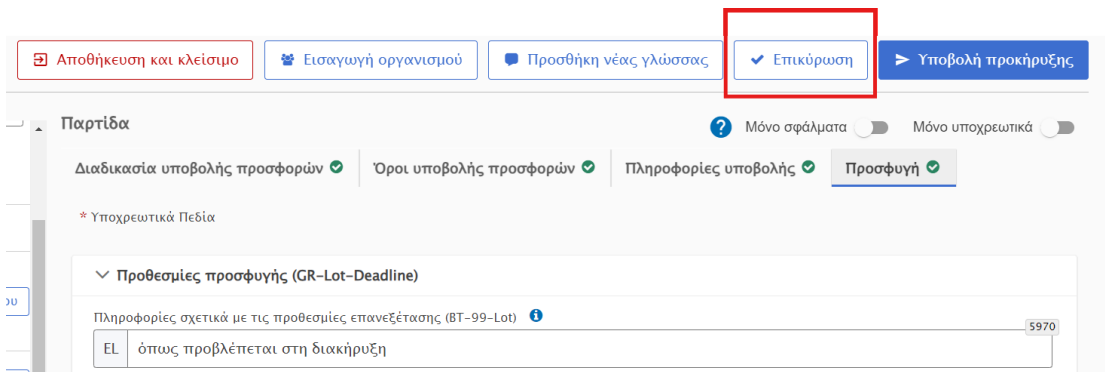 Αποθήκευση και κλείσιμο Εισαγωγή οργανισμού Προσθήκη νέας γλώσσας Επικύρωση Υποβολή προκήρυξης
Παρτίδα ? Μόνο σφάλματα Μόνο υποχρεωτικά
Διαδικασία υποβολής προσφορών Όροι υποβολής προσφορών Πληροφορίες υποβολής Προσφυγή
* Υποχρεωτικά Πεδία
Προθεσμίες προσφυγής (GR-Lot-Deadline)
ου
Πληροφορίες σχετικά με τις προθεσμίες επανεξέτασης (BT-99-Lot) i
5970
EL όπως προβλέπεται στη διακήρυξη